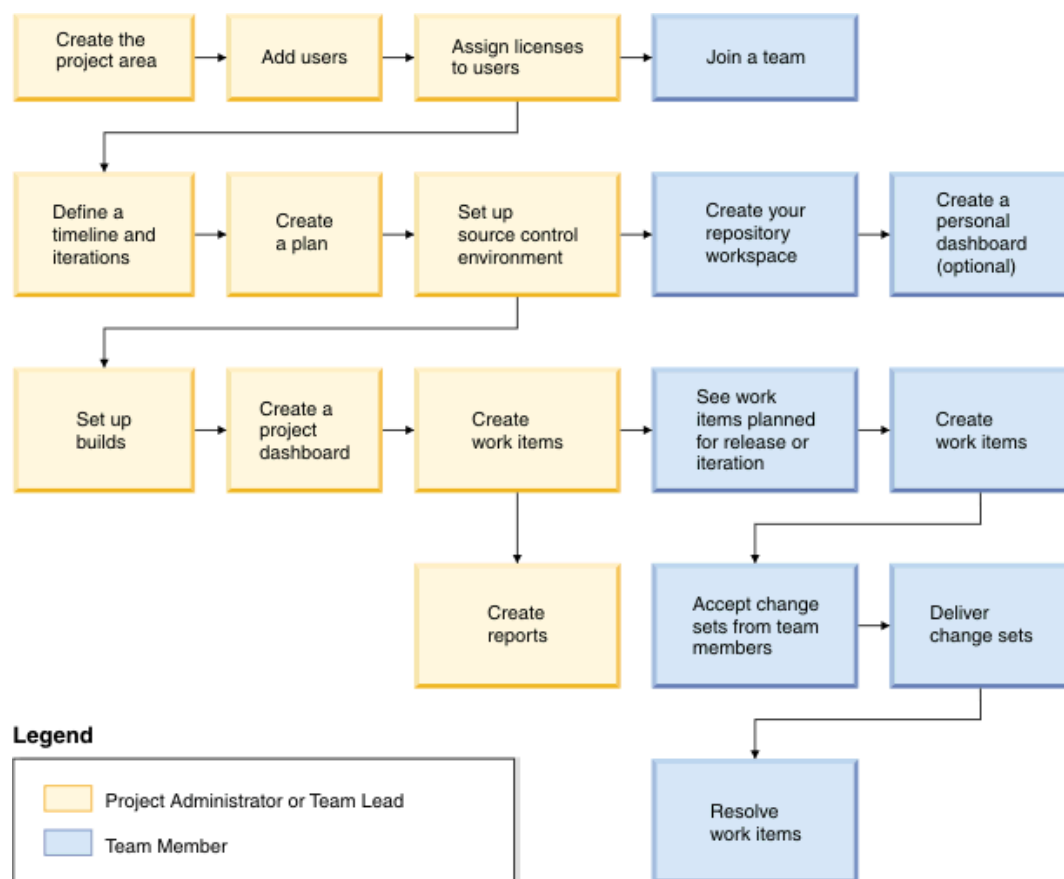 Create the
project area
Add users
Assign licenses
to users
Join a team
Define a
timeline and
iterations
Create
a plan
Set up
source control
environment
Create your
repository
workspace
Create a
personal
dashboard
(optional)
Set up
builds
Create a
project
dashboard
Create
work items
See work
items planned
for release or
iteration
Create
work items
Create
reports
Accept change
sets from team
members
Deliver
change sets
Legend
Project Administrator or Team Lead
Team Member
Resolve
work items